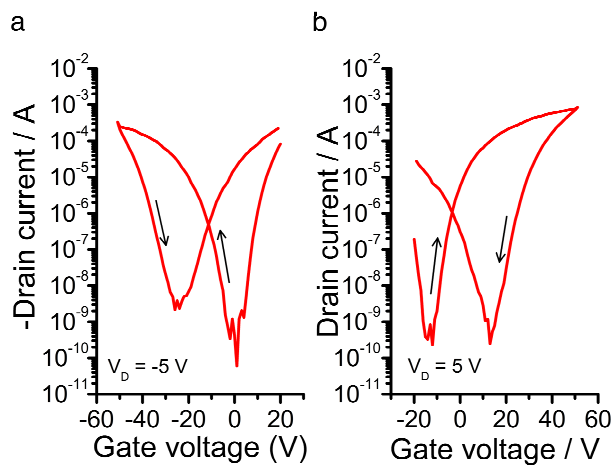 a
b
-Drain current / A
10⁻²
10⁻³
10⁻⁴
10⁻⁵
10⁻⁶
10⁻⁷
10⁻⁸
10⁻⁹
10⁻¹⁰
10⁻¹¹
V_D = -5 V
-60 -40 -20 0 20
Gate voltage (V)
Drain current / A
10⁻²
10⁻³
10⁻⁴
10⁻⁵
10⁻⁶
10⁻⁷
10⁻⁸
10⁻⁹
10⁻¹⁰
10⁻¹¹
V_D = 5 V
-20 0 20 40 60
Gate voltage / V